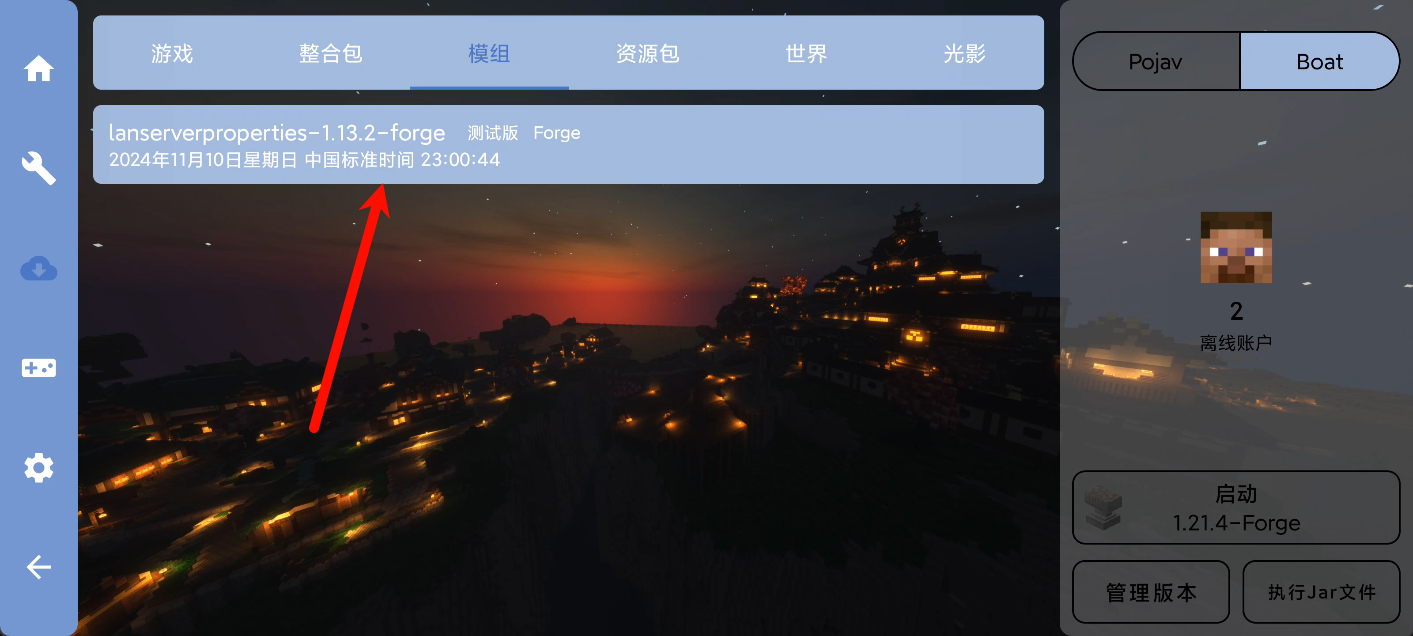 游戏 整合包 模组 资源包 世界 光影
lanserverproperties-1.13.2-forge 测试版 Forge
2024年11月10日星期日 中国标准时间 23:00:44
Pojav Boat
2
离线账户
启动
1.21.4-Forge
管理版本 执行Jar文件